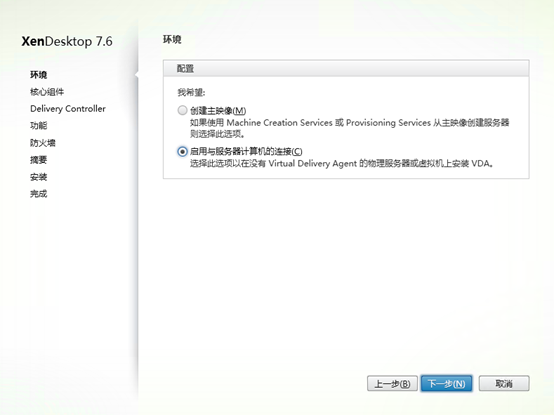 XenDesktop 7.6
环境
核心组件
Delivery Controller
功能
防火墙
摘要
安装
完成
环境
配置
我希望:
创建主映像(M)
如果使用 Machine Creation Services 或 Provisioning Services 从主映像创建服务器
则选择此选项。
启用与服务器计算机的连接(C)
选择此选项以在没有 Virtual Delivery Agent 的物理服务器或虚拟机上安装 VDA。
上一步(B)
下一步(N)
取消